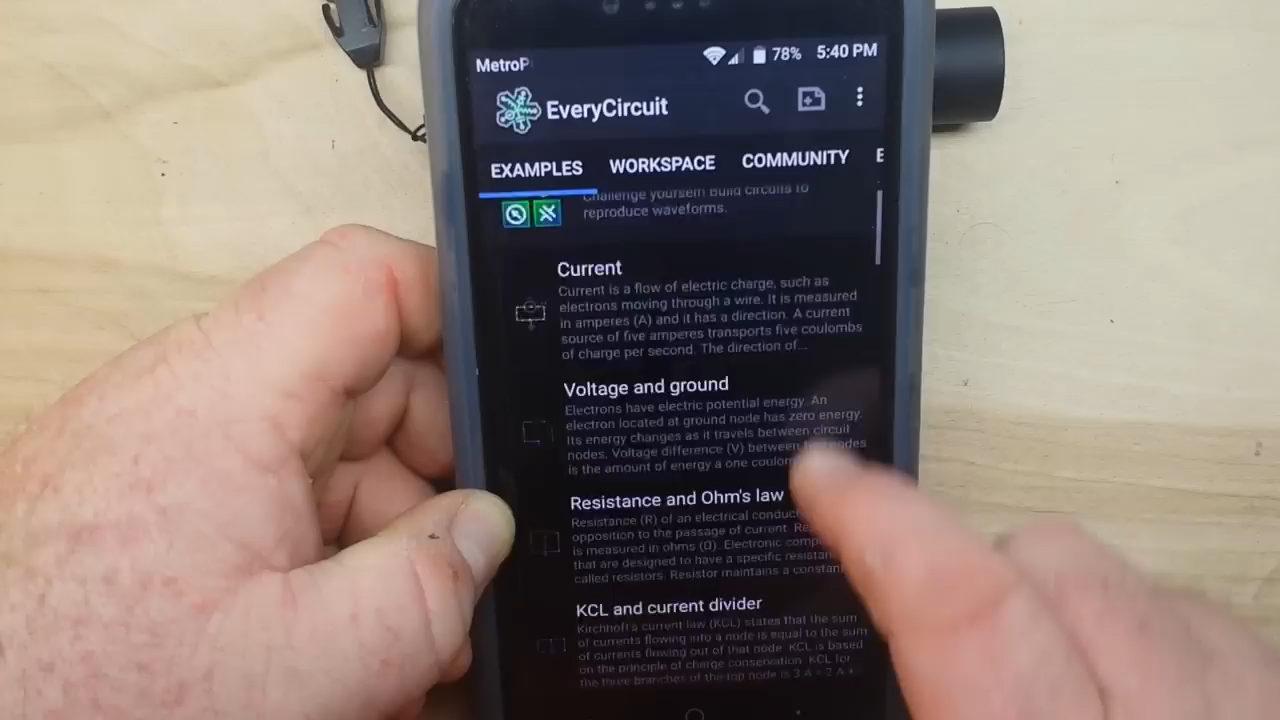 MetroP
78% 5:40 PM
EveryCircuit
EXAMPLES WORKSPACE COMMUNITY E
Challenge yourself! Build circuits to
reproduce waveforms.
Current
Current is a flow of electric charge, such as
electrons moving through a wire. It is measured
in amperes (A) and it has a direction. A current
source of five amperes transports five coulombs
of charge per second. The direction of...
Voltage and ground
Electrons have electric potential energy. An
electron located at ground node has zero energy.
Its energy changes as it travels between circuit
nodes. Voltage difference (V) between two nodes
is the amount of energy a one coulom
Resistance and Ohm's law
Resistance (R) of an electrical conduc
opposition to the passage of current. Re
is measured in ohms (Ω). Electronic comp
that are designed to have a specific resistan
called resistors. Resistor maintains a constan
KCL and current divider
Kirchhoff's current law (KCL) states that the sum
of currents flowing into a node is equal to the sum
of currents flowing out of that node. KCL is based
on the principle of charge conservation. KCL for
the three branches of the top node is 3 A = 2 A +